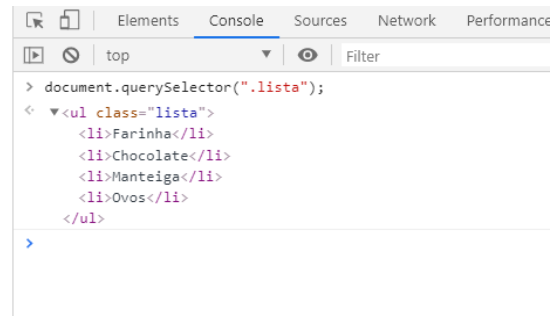 Elements Console Sources Network Performance
top Filter
> document.querySelector(".lista");
<ul class="lista">
<li>Farinha</li>
<li>Chocolate</li>
<li>Manteiga</li>
<li>Ovos</li>
</ul>
>